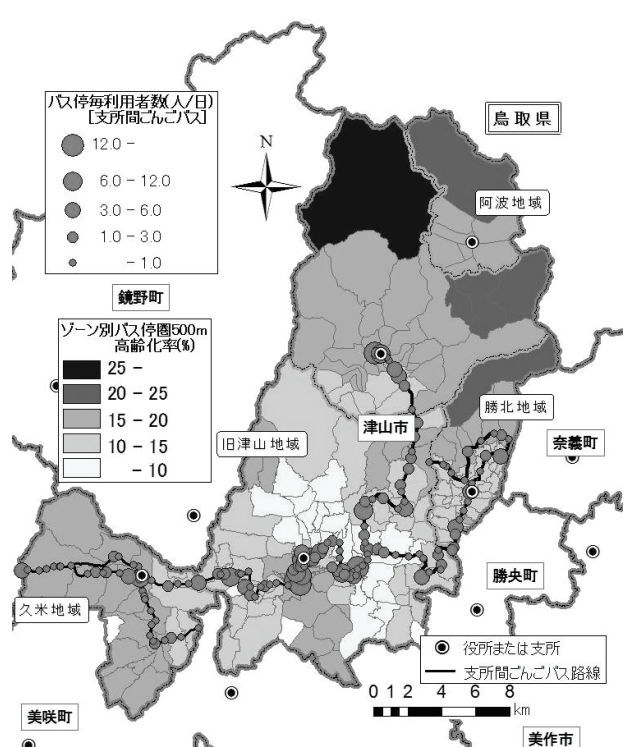 バス停毎利用者数(人/日)
[支所間ごんごバス]
12.0 -
6.0 - 12.0
3.0 - 6.0
1.0 - 3.0
- 1.0
N
鳥取県
阿波地域
鏡野町
ゾーン別バス停圏500m
高齢化率(%)
25 -
20 - 25
15 - 20
10 - 15
- 10
旧津山地域
津山市
勝北地域
奈義町
久米地域
勝央町
役所または支所
支所間ごんごバス路線
0 1 2 4 6 8
km
美咲町
美作市